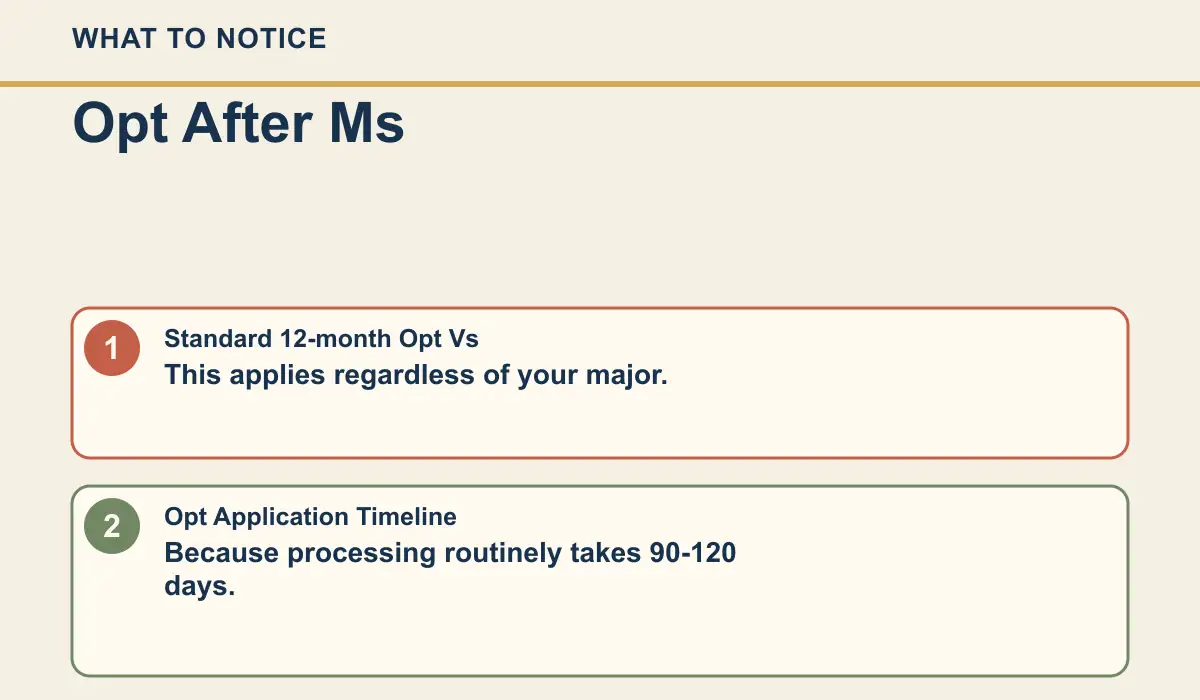 WHAT TO NOTICE
Opt After Ms
1
Standard 12-month Opt Vs
This applies regardless of your major.
2
Opt Application Timeline
Because processing routinely takes 90-120
days.